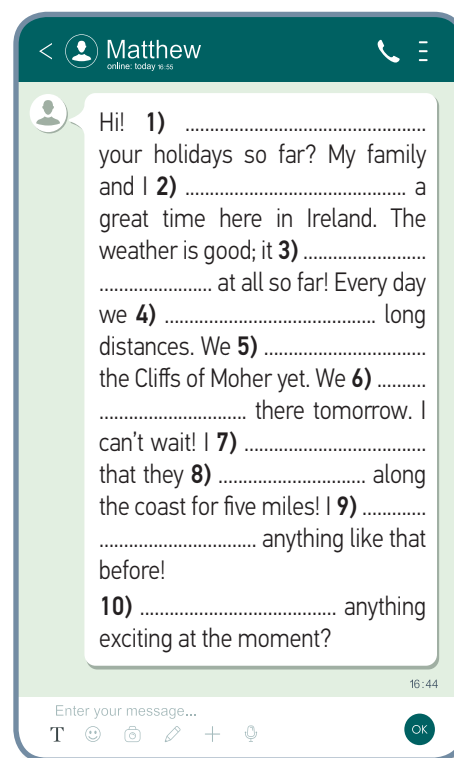 Matthew
online: today 16:55
Hi! 1) ..............................................
your holidays so far? My family
and I 2) .......................................... a
great time here in Ireland. The
weather is good; it 3) .......................
...................... at all so far! Every day
we 4) ........................................ long
distances. We 5) ...............................
the Cliffs of Moher yet. We 6) ..........
............................ there tomorrow. I
can't wait! I 7) ...................................
that they 8) ............................ along
the coast for five miles! I 9) .............
.............................. anything like that
before!
10) ..................................... anything
exciting at the moment?
16:44
Enter your message...
T
OK